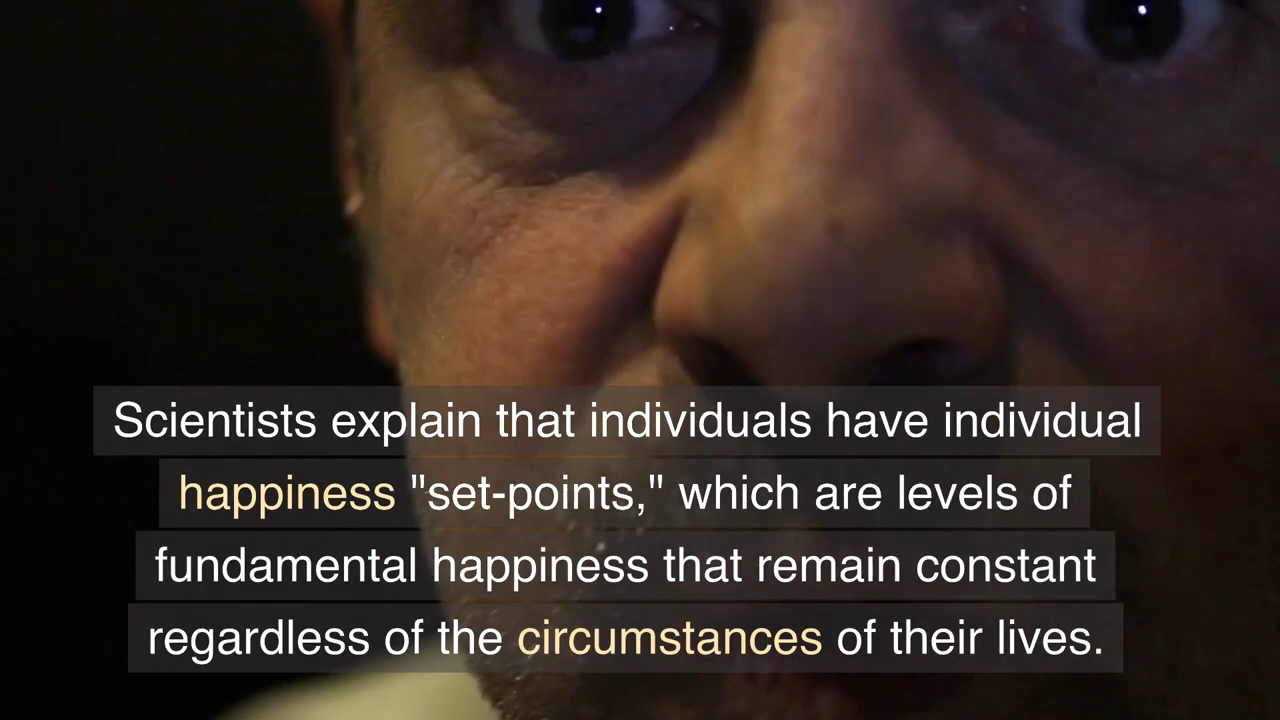 Scientists explain that individuals have individual
happiness "set-points," which are levels of
fundamental happiness that remain constant
regardless of the circumstances of their lives.